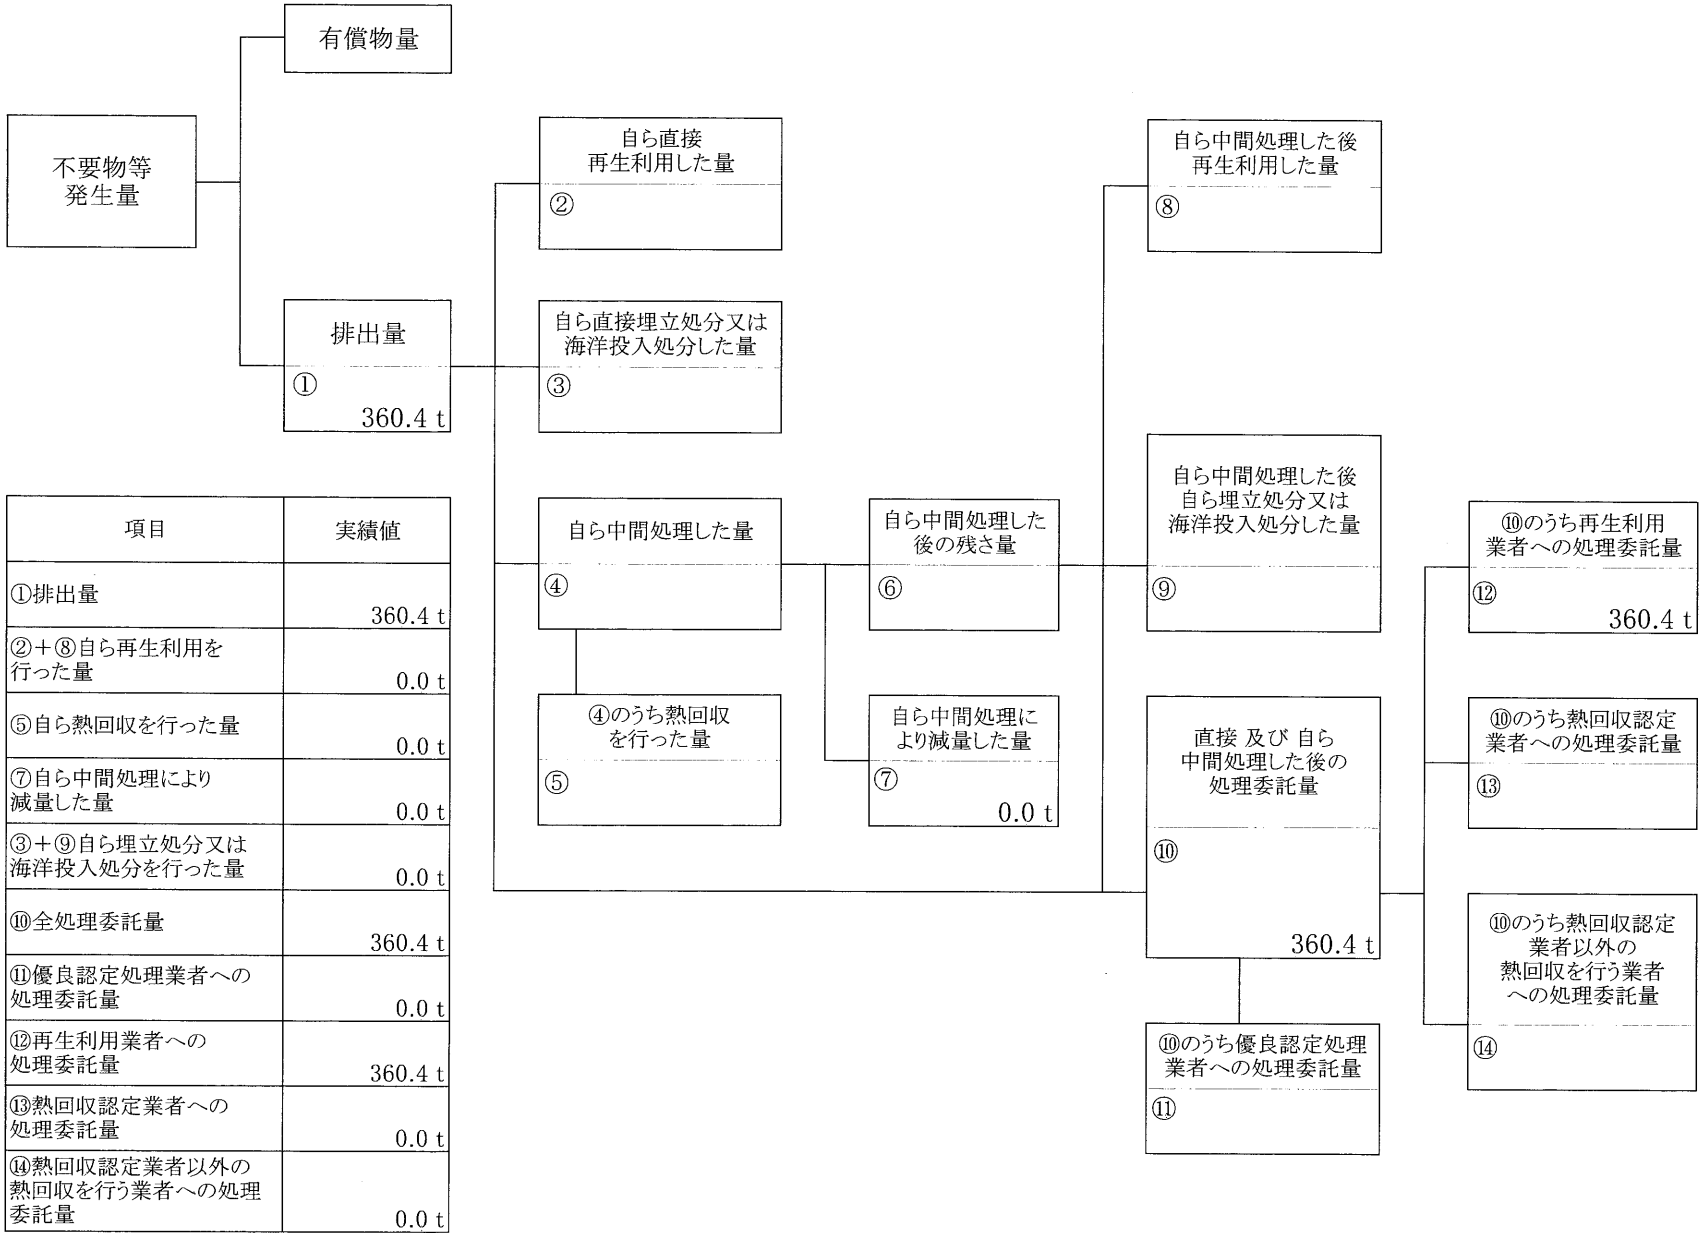 有償物量
不要物等
発生量
排出量
①
360.4 t
自ら直接
再生利用した量
②
自ら直接埋立処分又は
海洋投入処分した量
③
自ら中間処理した量
④
④のうち熱回収
を行った量
⑤
自ら中間処理した
後の残さ量
⑥
自ら中間処理に
より減量した量
⑦
0.0 t
自ら中間処理した後
再生利用した量
⑧
自ら中間処理した後
自ら埋立処分又は
海洋投入処分した量
⑨
直接 及び 自ら
中間処理した後の
処理委託量
⑩
360.4 t
⑩のうち優良認定処理
業者への処理委託量
⑪
⑩のうち再生利用
業者への処理委託量
⑫
360.4 t
⑩のうち熱回収認定
業者への処理委託量
⑬
⑩のうち熱回収認定
業者以外の
熱回収を行う業者
への処理委託量
⑭
項目 実績値
①排出量
360.4 t
②+⑧自ら再生利用を
行った量
0.0 t
⑤自ら熱回収を行った量
0.0 t
⑦自ら中間処理により
減量した量
0.0 t
③+⑨自ら埋立処分又は
海洋投入処分を行った量
0.0 t
⑩全処理委託量
360.4 t
⑪優良認定処理業者への
処理委託量
0.0 t
⑫再生利用業者への
処理委託量
360.4 t
⑬熱回収認定業者への
処理委託量
0.0 t
⑭熱回収認定業者以外の
熱回収を行う業者への処理
委託量
0.0 t